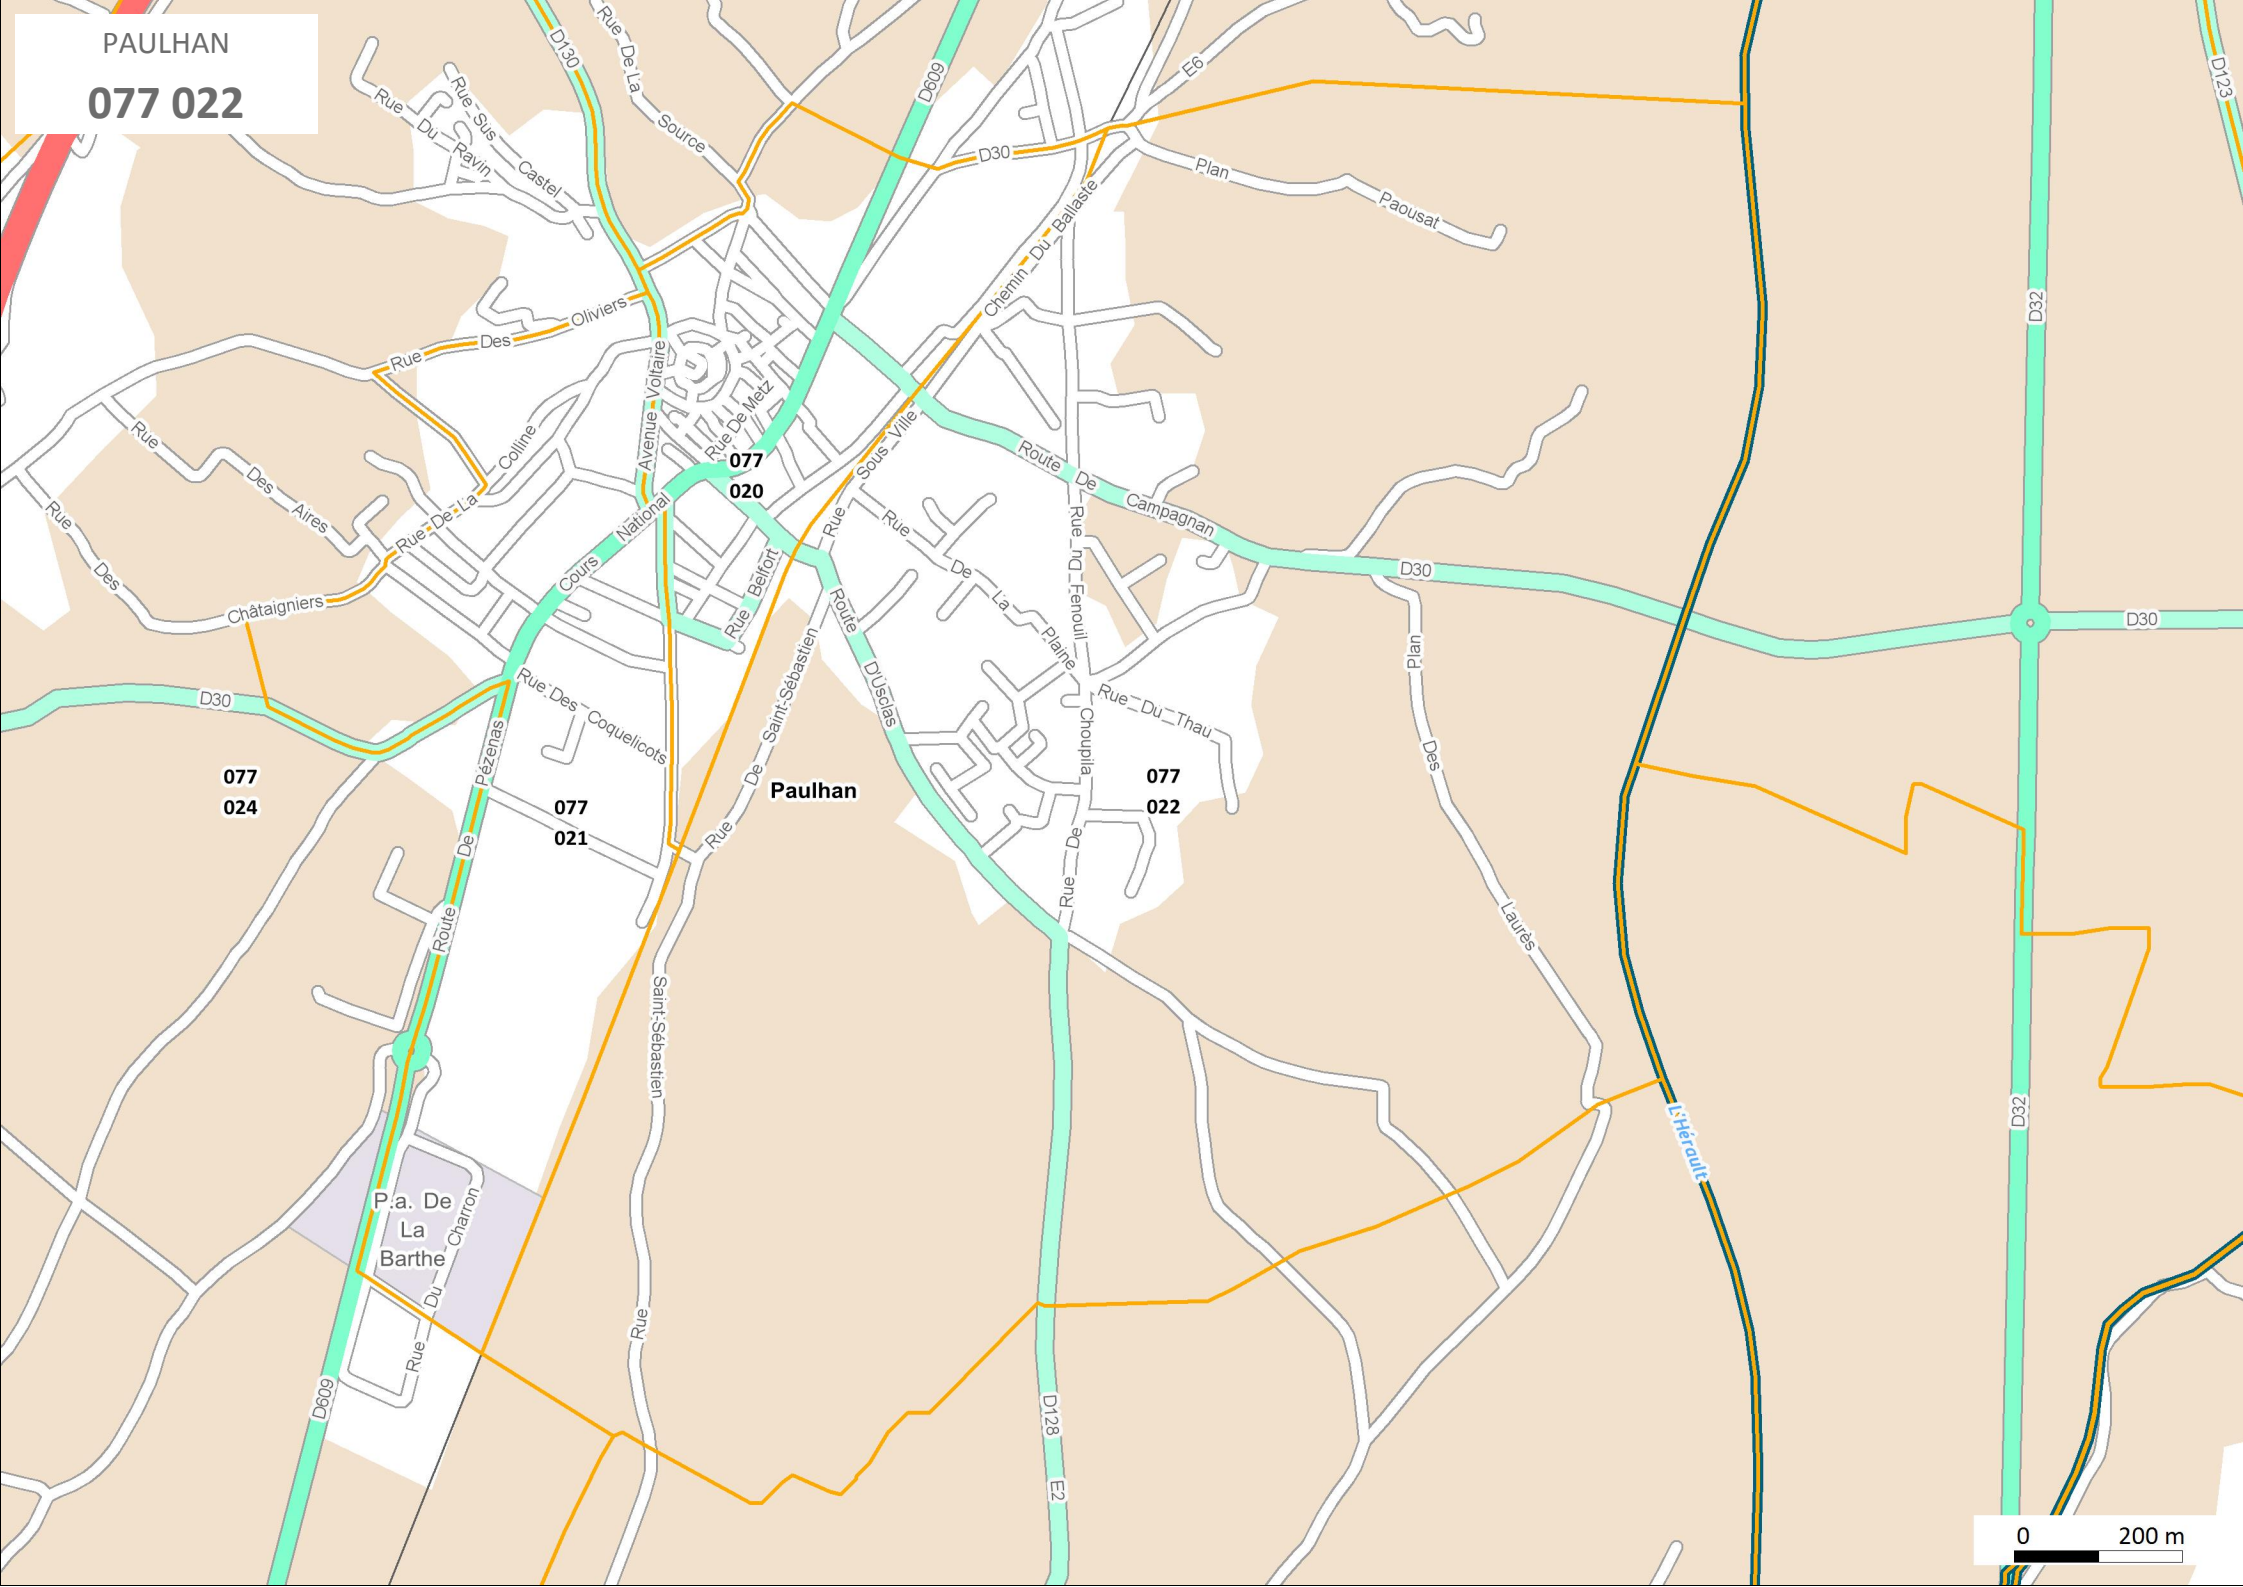 PAULHAN
077 022
D130
Rue De La Source
D609
E6
D123
Rue Du Ravin
Rue Sus Castel
D30
Plan Paousat
Chemin Du Ballaste
D32
Rue Des Oliviers
Avenue Voltaire
Rue De Metz
Rue De La Colline
Rue Des Aires
Rue Des Châtaigniers
Cours National
077
020
Rue Sous Ville
Route De Campagnan
Rue Du Fenouil
Rue De La Plaine
Rue Belfort
D30
D30
D30
Route D'Usclas
Rue De Saint-Sébastien
Rue Des Coquelicots
Route De Pézenas
Rue Du Thau
Rue De Choupila
Plan Des Laurès
077
024
077
021
Paulhan
077
022
Rue Saint-Sébastien
L'Hérault
D32
P.a. De
La
Barthe
Rue Du Charron
D609
D128
E2
0 200 m